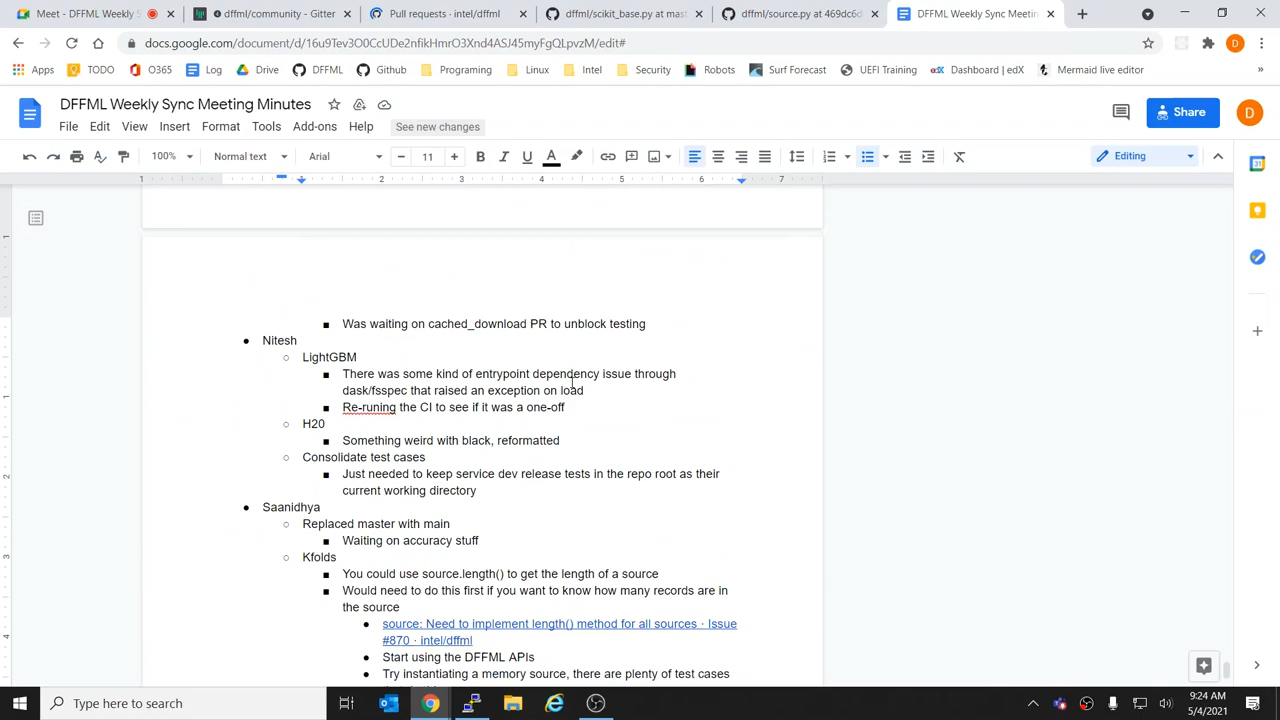 Meet - DFFML Weekly
dffml/community - Gitter
Pull requests · intel/dffml
dffml/scikit_base.py at mast
dffml/source.py at 469dc6d
DFFML Weekly Sync Meetin
docs.google.com/document/d/16u9Tev3O0CcUDe2nfikHmrO3Xnd4ASJ45myFgQLpvzM/edit#
Apps
TODO
O365
Log
Drive
DFFML
Github
Programing
Linux
Intel
Security
Robots
Surf Forecast
UEFI Training
edX
Dashboard | edX
Mermaid live editor
»
DFFML Weekly Sync Meeting Minutes
Share
D
File Edit View Insert Format Tools Add-ons Help See new changes
100% Normal text Arial 11 Editing
1 1 2 3 4 5 6 7
Was waiting on cached_download PR to unblock testing
Nitesh
LightGBM
There was some kind of entrypoint dependency issue through
dask/fsspec that raised an exception on load
Re-runing the CI to see if it was a one-off
H20
Something weird with black, reformatted
Consolidate test cases
Just needed to keep service dev release tests in the repo root as their
current working directory
Saanidhya
Replaced master with main
Waiting on accuracy stuff
Kfolds
You could use source.length() to get the length of a source
Would need to do this first if you want to know how many records are in
the source
source: Need to implement length() method for all sources · Issue
#870 · intel/dffml
Start using the DFFML APIs
Try instantiating a memory source, there are plenty of test cases
Type here to search
9:24 AM
5/4/2021